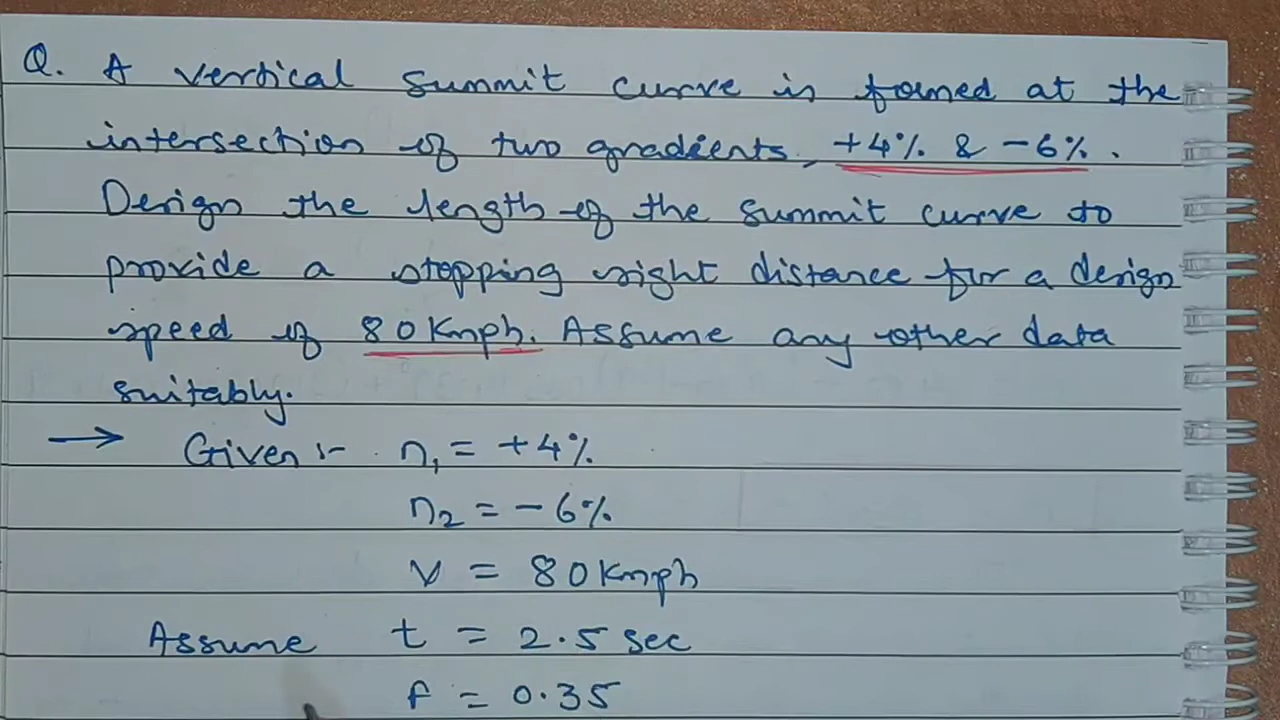 Q. A vertical summit curve is formed at the
intersection of two gradients, +4% & -6%.
Design the length of the summit curve to
provide a stopping sight distance for a design
speed of 80 Kmph. Assume any other data
suitably.
→ Given :- n₁ = +4%
n₂ = -6%
V = 80 Kmph
Assume t = 2.5 sec
f = 0.35